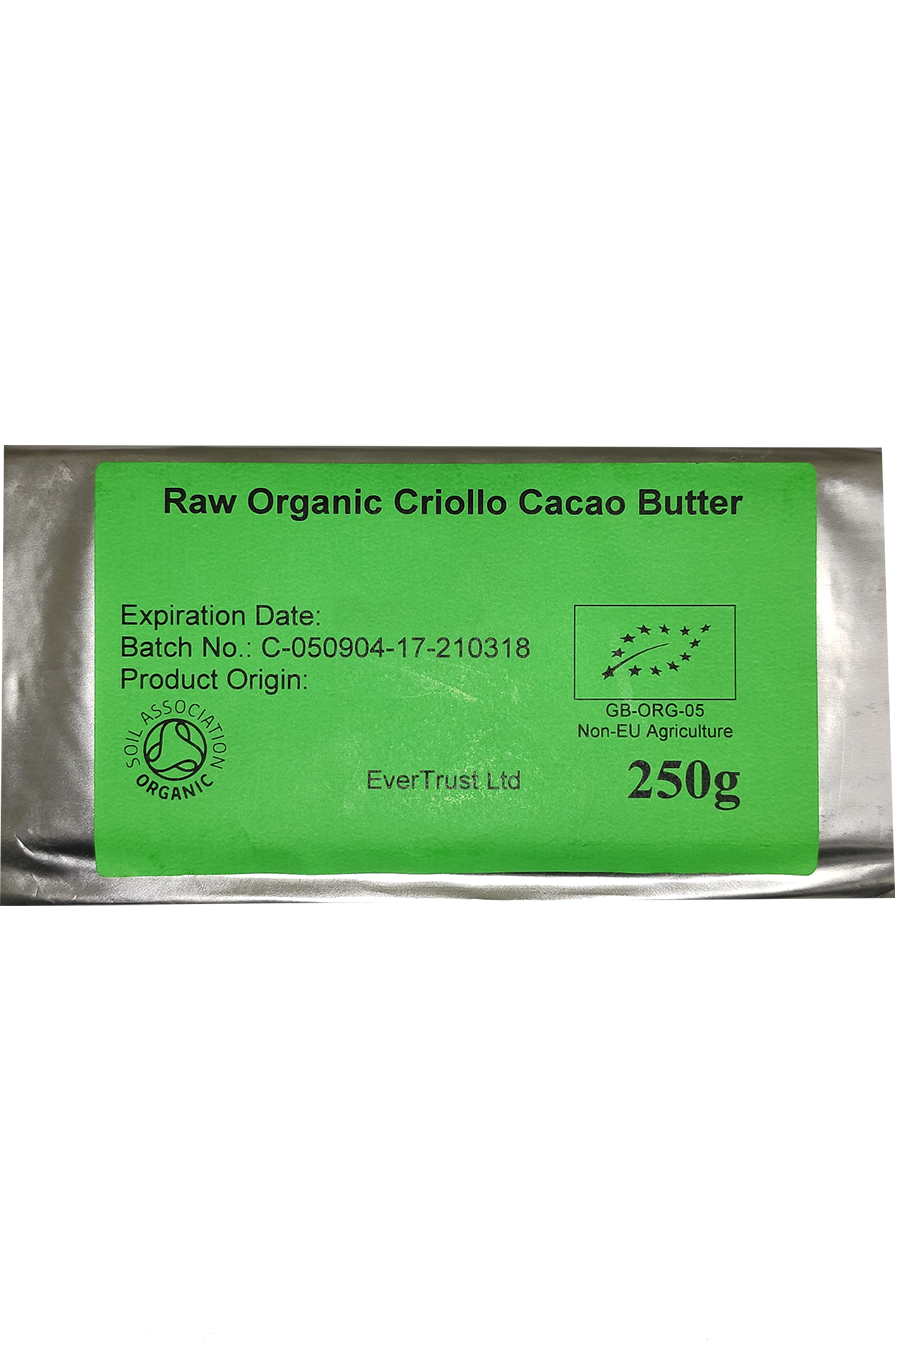 Raw Organic Criollo Cacao Butter
Expiration Date:
Batch No.: C-050904-17-210318
Product Origin:
GB-ORG-05
Non-EU Agriculture
SOIL ASSOCIATION
ORGANIC
EverTrust Ltd
250g